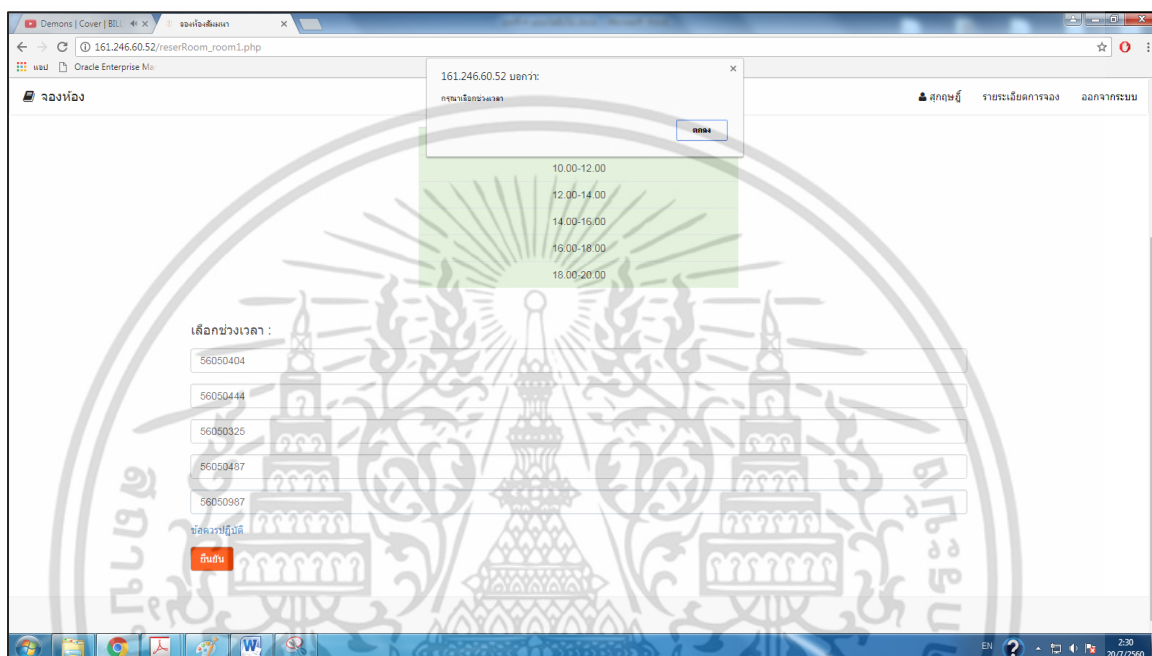 Demons | Cover | BILL
จองห้องสัมมนา
161.246.60.52/reserRoom_room1.php
แอป
Oracle Enterprise Ma
161.246.60.52 บอกว่า:
กรุณาเลือกช่วงเวลา
ตกลง
จองห้อง
สุกฤษฎิ์
รายระเอียดการจอง
ออกจากระบบ
10.00-12.00
12.00-14.00
14.00-16.00
16.00-18.00
18.00-20.00
เลือกช่วงเวลา :
56050404
56050444
56050325
56050487
56050987
ข้อควรปฏิบัติ
ยืนยัน
EN
2:30
20/7/2560